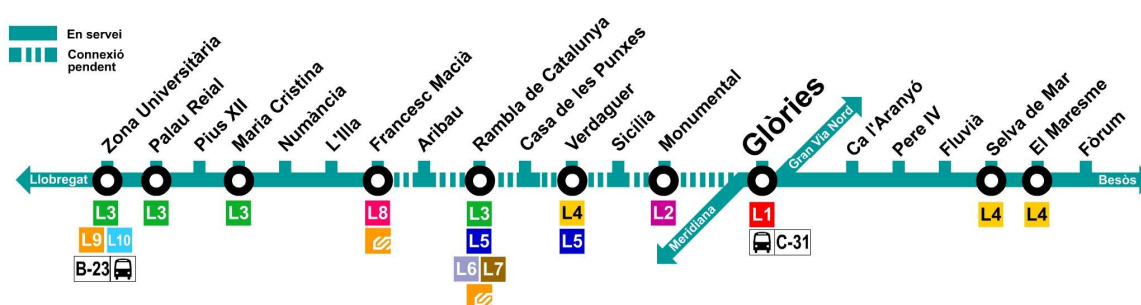 En servei
Connexió
pendent
Zona Universitària
Palau Reial
Pius XII
Maria Cristina
Numància
L'Illa
Francesc Macià
Aribau
Rambla de Catalunya
Casa de les Punxes
Verdaguer
Sicília
Monumental
Glòries
Ca l'Aranyó
Pere IV
Fluvià
Selva de Mar
El Maresme
Fòrum
Llobregat
Gran Via Nord
Meridiana
Besòs
L3
L9 L10
B-23
L3
L3
L8
L3
L5
L6 L7
L4
L5
L2
L1
C-31
L4
L4